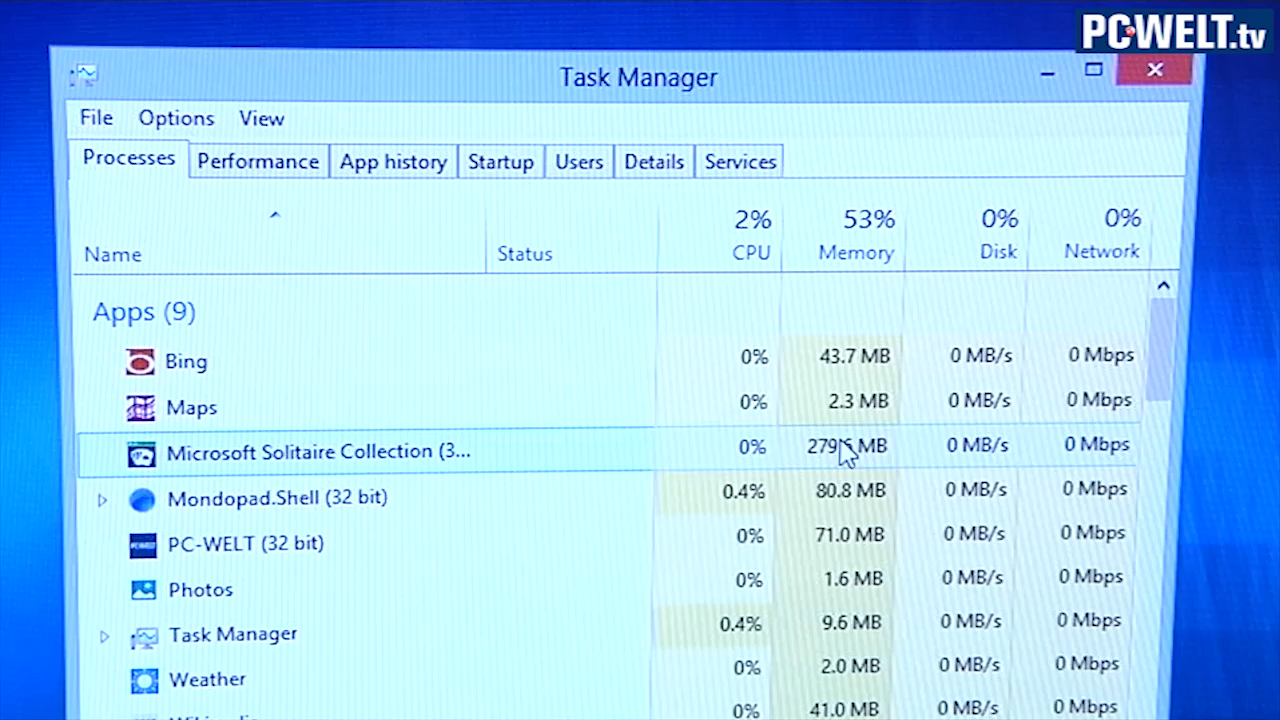 PCWELT.tv
Task Manager
File Options View
Processes Performance App history Startup Users Details Services
2% 53% 0% 0%
Name Status CPU Memory Disk Network
Apps (9)
Bing 0% 43.7 MB 0 MB/s 0 Mbps
Maps 0% 2.3 MB 0 MB/s 0 Mbps
Microsoft Solitaire Collection (3... 0% MB 0 MB/s 0 Mbps
Mondopad.Shell (32 bit) 0.4% 80.8 MB 0 MB/s 0 Mbps
PC-WELT (32 bit) 0% 71.0 MB 0 MB/s 0 Mbps
Photos 0% 1.6 MB 0 MB/s 0 Mbps
Task Manager 0.4% 9.6 MB 0 MB/s 0 Mbps
Weather 0% 2.0 MB 0 MB/s 0 Mbps
0% 41.0 MB 0 MB/s 0 Mbps